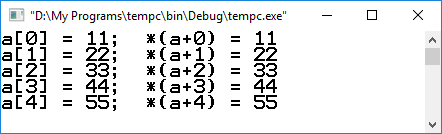 "D:\My Programs\tempc\bin\Debug\tempc.exe"
a[0] = 11;  *(a+0) = 11
a[1] = 22;  *(a+1) = 22
a[2] = 33;  *(a+2) = 33
a[3] = 44;  *(a+3) = 44
a[4] = 55;  *(a+4) = 55